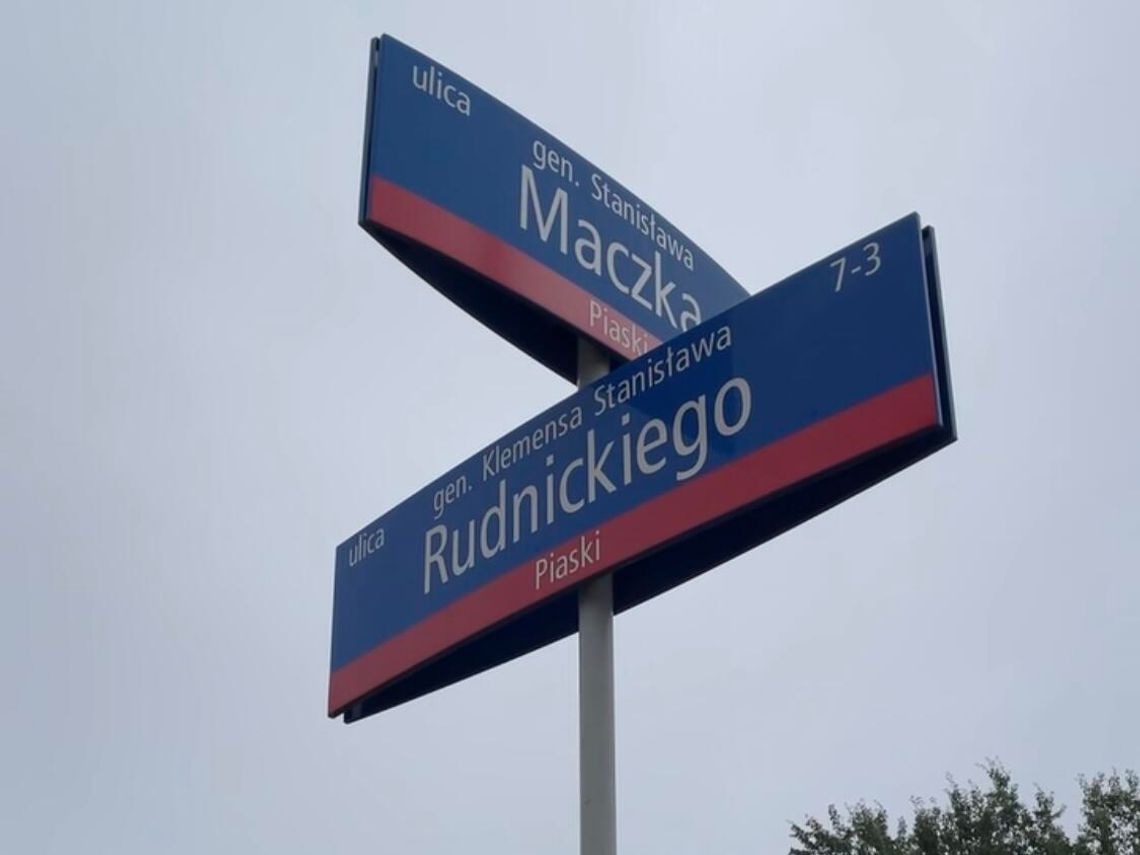 ulica
gen. Stanisława
Maczka
Piaski
7-3
gen. Klemensa Stanisława
ulica
Rudnickiego
Piaski